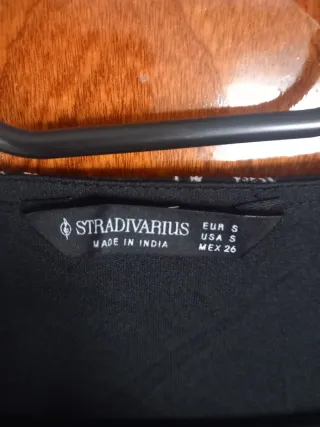 STRADIVARIUS
MADE IN INDIA
EUR S
USA S
MEX 26